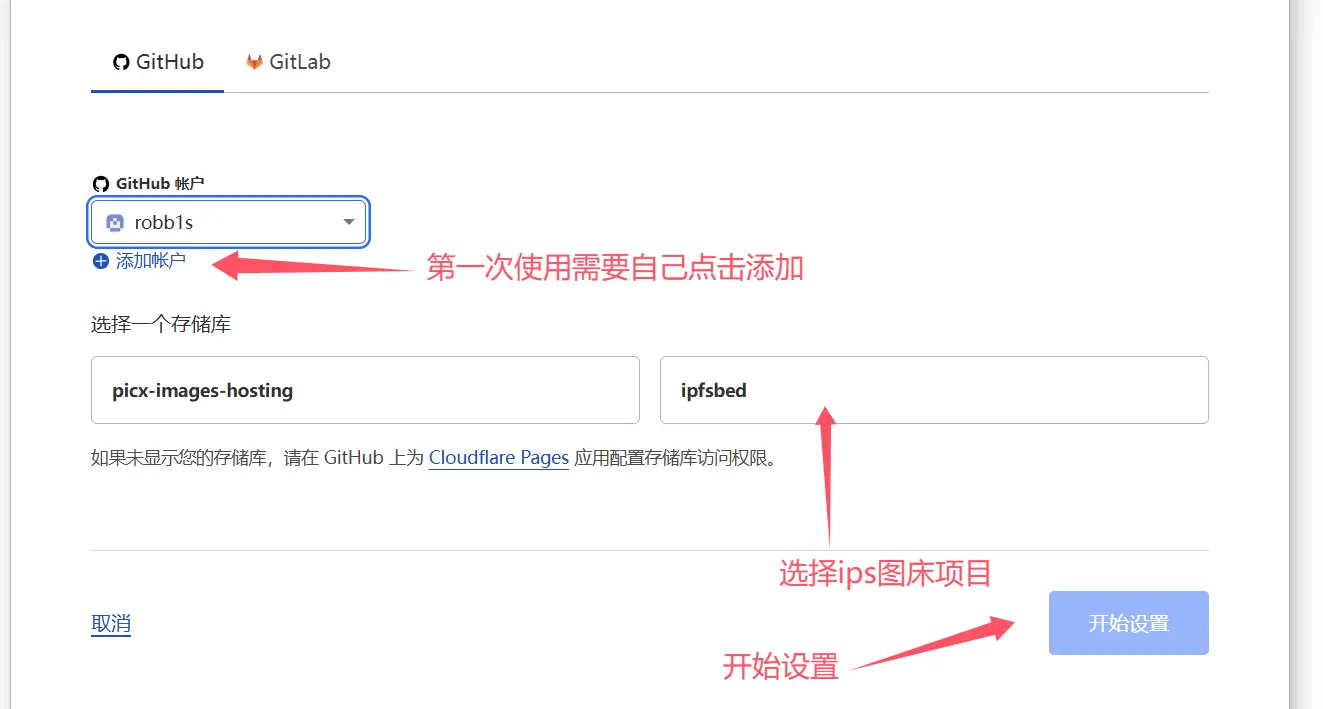 GitHub GitLab
GitHub 帐户
robb1s
添加帐户
第一次使用需要自己点击添加
选择一个存储库
picx-images-hosting
ipfsbed
如果未显示您的存储库，请在 GitHub 上为 Cloudflare Pages 应用配置存储库访问权限。
选择ips图床项目
取消
开始设置
开始设置